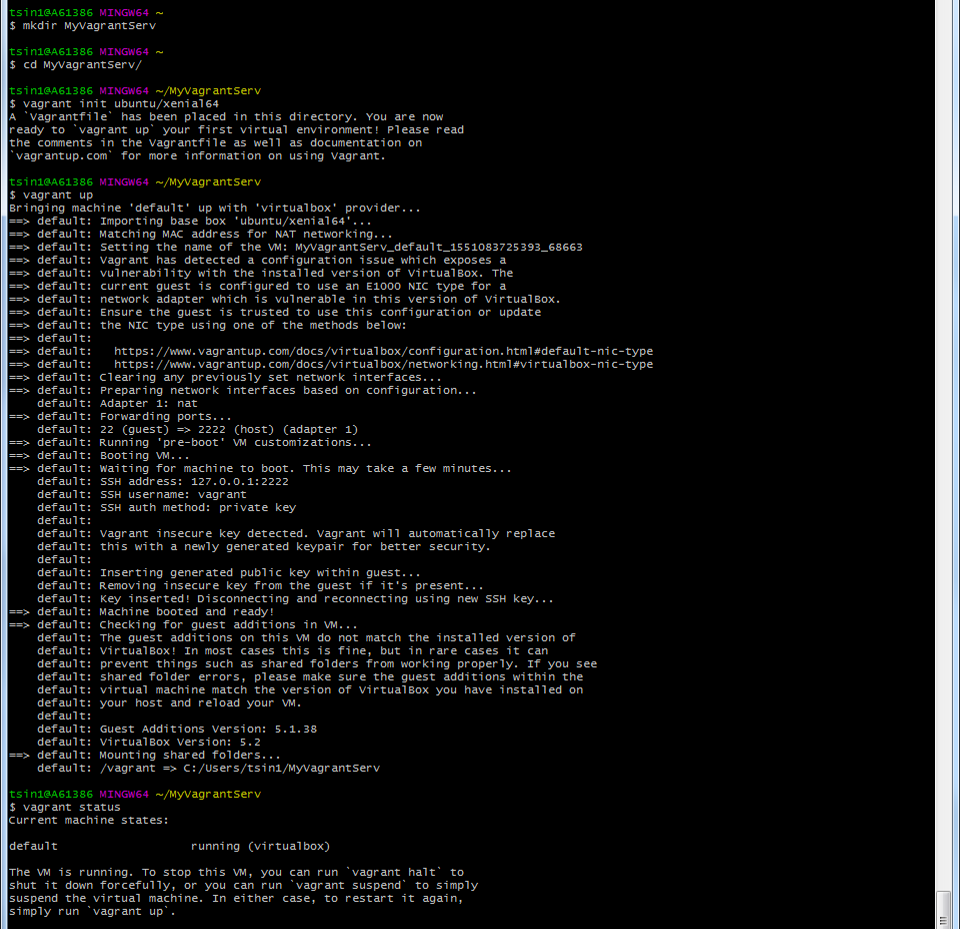 tsin1@A61386 MINGW64 ~
$ mkdir MyVagrantServ
tsin1@A61386 MINGW64 ~
$ cd MyVagrantServ/
tsin1@A61386 MINGW64 ~/MyVagrantServ
$ vagrant init ubuntu/xenial64
A `Vagrantfile` has been placed in this directory. You are now
ready to `vagrant up` your first virtual environment! Please read
the comments in the Vagrantfile as well as documentation on
`vagrantup.com` for more information on using Vagrant.
tsin1@A61386 MINGW64 ~/MyVagrantServ
$ vagrant up
Bringing machine 'default' up with 'virtualbox' provider...
==> default: Importing base box 'ubuntu/xenial64'...
==> default: Matching MAC address for NAT networking...
==> default: Setting the name of the VM: MyVagrantServ_default_1551083725393_68663
==> default: Vagrant has detected a configuration issue which exposes a
==> default: vulnerability with the installed version of VirtualBox. The
==> default: current guest is configured to use an E1000 NIC type for a
==> default: network adapter which is vulnerable in this version of VirtualBox.
==> default: Ensure the guest is trusted to use this configuration or update
==> default: the NIC type using one of the methods below:
==> default:
==> default:   https://www.vagrantup.com/docs/virtualbox/configuration.html#default-nic-type
==> default:   https://www.vagrantup.com/docs/virtualbox/networking.html#virtualbox-nic-type
==> default: Clearing any previously set network interfaces...
==> default: Preparing network interfaces based on configuration...
    default: Adapter 1: nat
==> default: Forwarding ports...
    default: 22 (guest) => 2222 (host) (adapter 1)
==> default: Running 'pre-boot' VM customizations...
==> default: Booting VM...
==> default: Waiting for machine to boot. This may take a few minutes...
    default: SSH address: 127.0.0.1:2222
    default: SSH username: vagrant
    default: SSH auth method: private key
    default:
    default: Vagrant insecure key detected. Vagrant will automatically replace
    default: this with a newly generated keypair for better security.
    default:
    default: Inserting generated public key within guest...
    default: Removing insecure key from the guest if it's present...
    default: Key inserted! Disconnecting and reconnecting using new SSH key...
==> default: Machine booted and ready!
==> default: Checking for guest additions in VM...
    default: The guest additions on this VM do not match the installed version of
    default: VirtualBox! In most cases this is fine, but in rare cases it can
    default: prevent things such as shared folders from working properly. If you see
    default: shared folder errors, please make sure the guest additions within the
    default: virtual machine match the version of VirtualBox you have installed on
    default: your host and reload your VM.
    default:
    default: Guest Additions Version: 5.1.38
    default: VirtualBox Version: 5.2
==> default: Mounting shared folders...
    default: /vagrant => C:/Users/tsin1/MyVagrantServ
tsin1@A61386 MINGW64 ~/MyVagrantServ
$ vagrant status
Current machine states:
default                   running (virtualbox)
The VM is running. To stop this VM, you can run `vagrant halt` to
shut it down forcefully, or you can run `vagrant suspend` to simply
suspend the virtual machine. In either case, to restart it again,
simply run `vagrant up`.